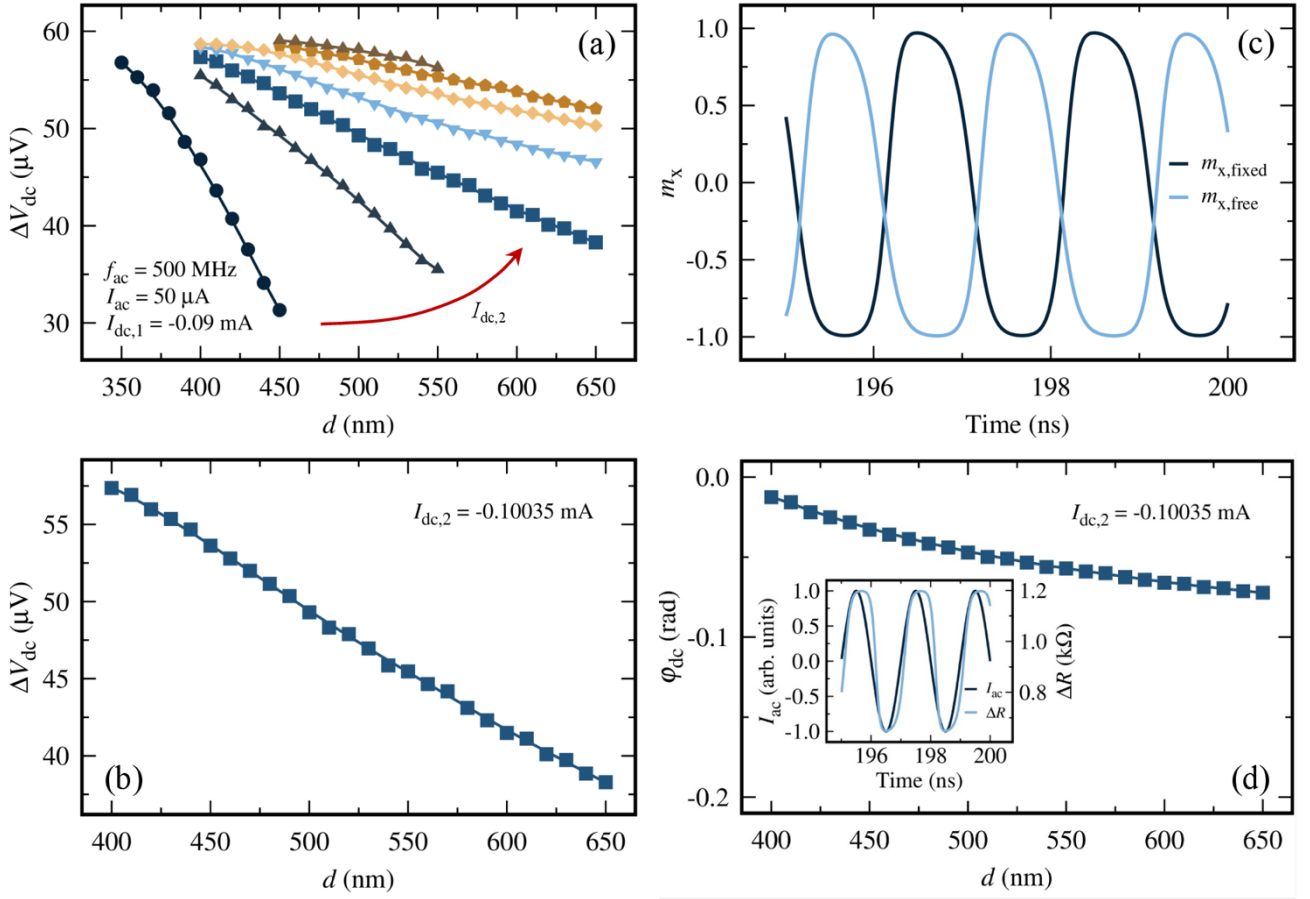 (a)
60
50
40
30
ΔV_dc (μV)
f_ac = 500 MHz
I_ac = 50 μA
I_dc,1 = -0.09 mA
I_dc,2
350 400 450 500 550 600 650
d (nm)
(c)
1.0
0.5
0.0
-0.5
-1.0
m_x
m_x,fixed
m_x,free
196 198 200
Time (ns)
(b)
55
50
45
40
ΔV_dc (μV)
I_dc,2 = -0.10035 mA
400 450 500 550 600 650
d (nm)
(d)
0.0
-0.1
-0.2
φ_dc (rad)
I_dc,2 = -0.10035 mA
1.0
0.5
0.0
-0.5
-1.0
I_ac (arb. units)
1.2
1.0
0.8
ΔR (kΩ)
I_ac
ΔR
196 198 200
Time (ns)
400 450 500 550 600 650
d (nm)